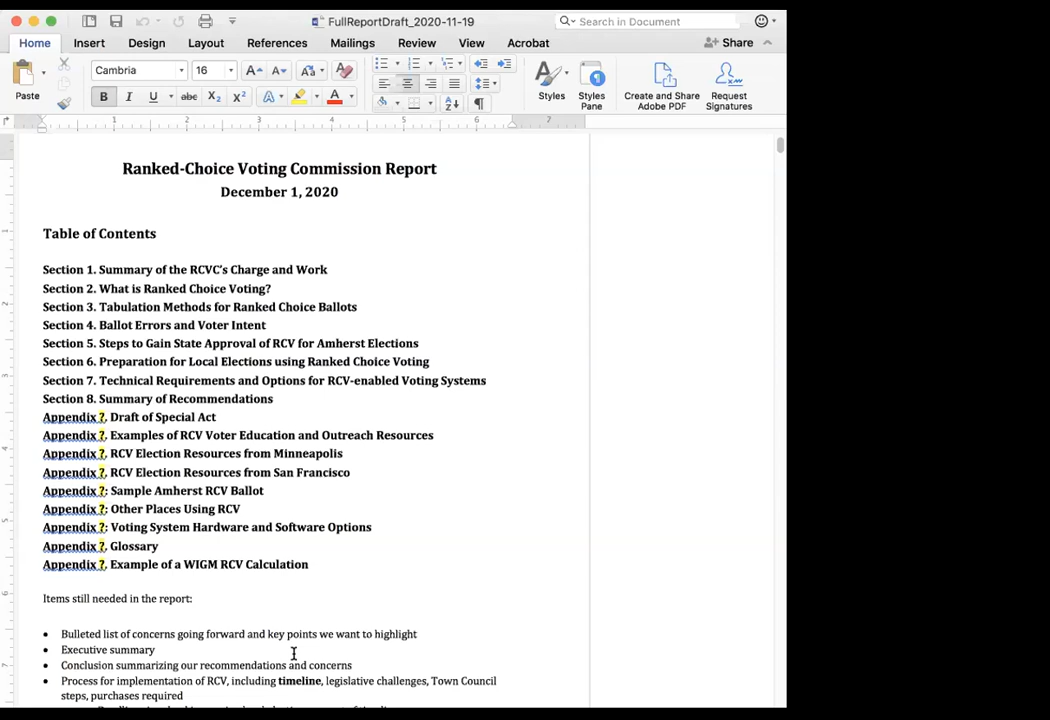 FullReportDraft_2020-11-19
Search in Document
Home Insert Design Layout References Mailings Review View Acrobat Share
Cambria 16
Paste
B I U abc X2 X2 A A
Styles Styles Pane Create and Share Adobe PDF Request Signatures
1 2 3 4 5 6 7
Ranked-Choice Voting Commission Report
December 1, 2020
Table of Contents
Section 1. Summary of the RCVC's Charge and Work
Section 2. What is Ranked Choice Voting?
Section 3. Tabulation Methods for Ranked Choice Ballots
Section 4. Ballot Errors and Voter Intent
Section 5. Steps to Gain State Approval of RCV for Amherst Elections
Section 6. Preparation for Local Elections using Ranked Choice Voting
Section 7. Technical Requirements and Options for RCV-enabled Voting Systems
Section 8. Summary of Recommendations
Appendix ?. Draft of Special Act
Appendix ?. Examples of RCV Voter Education and Outreach Resources
Appendix ?. RCV Election Resources from Minneapolis
Appendix ?. RCV Election Resources from San Francisco
Appendix ?: Sample Amherst RCV Ballot
Appendix ?: Other Places Using RCV
Appendix ?: Voting System Hardware and Software Options
Appendix ?. Glossary
Appendix ?. Example of a WIGM RCV Calculation
Items still needed in the report:
• Bulleted list of concerns going forward and key points we want to highlight
• Executive summary
• Conclusion summarizing our recommendations and concerns
• Process for implementation of RCV, including timeline, legislative challenges, Town Council
steps, purchases required